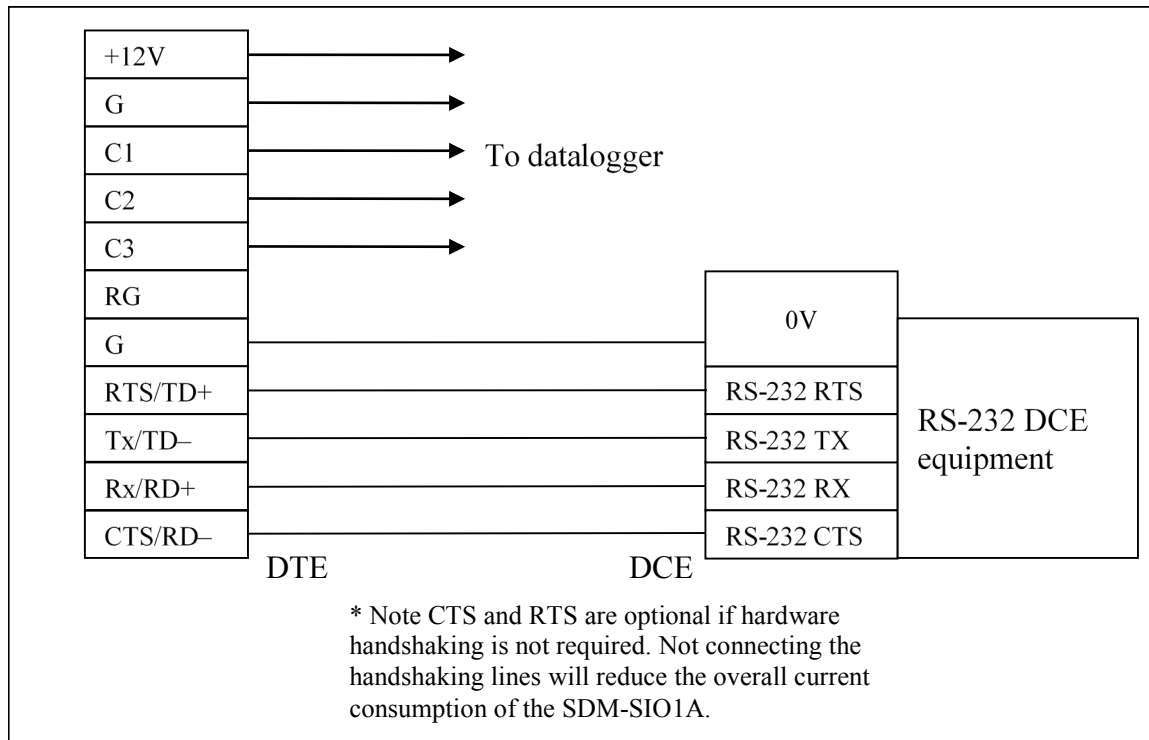 +12V
G
C1
C2
C3
To datalogger
RG
G
RTS/TD+
Tx/TD–
Rx/RD+
CTS/RD–
0V
RS-232 RTS
RS-232 TX
RS-232 RX
RS-232 CTS
RS-232 DCE
equipment
DTE
DCE
* Note CTS and RTS are optional if hardware
handshaking is not required. Not connecting the
handshaking lines will reduce the overall current
consumption of the SDM-SIO1A.